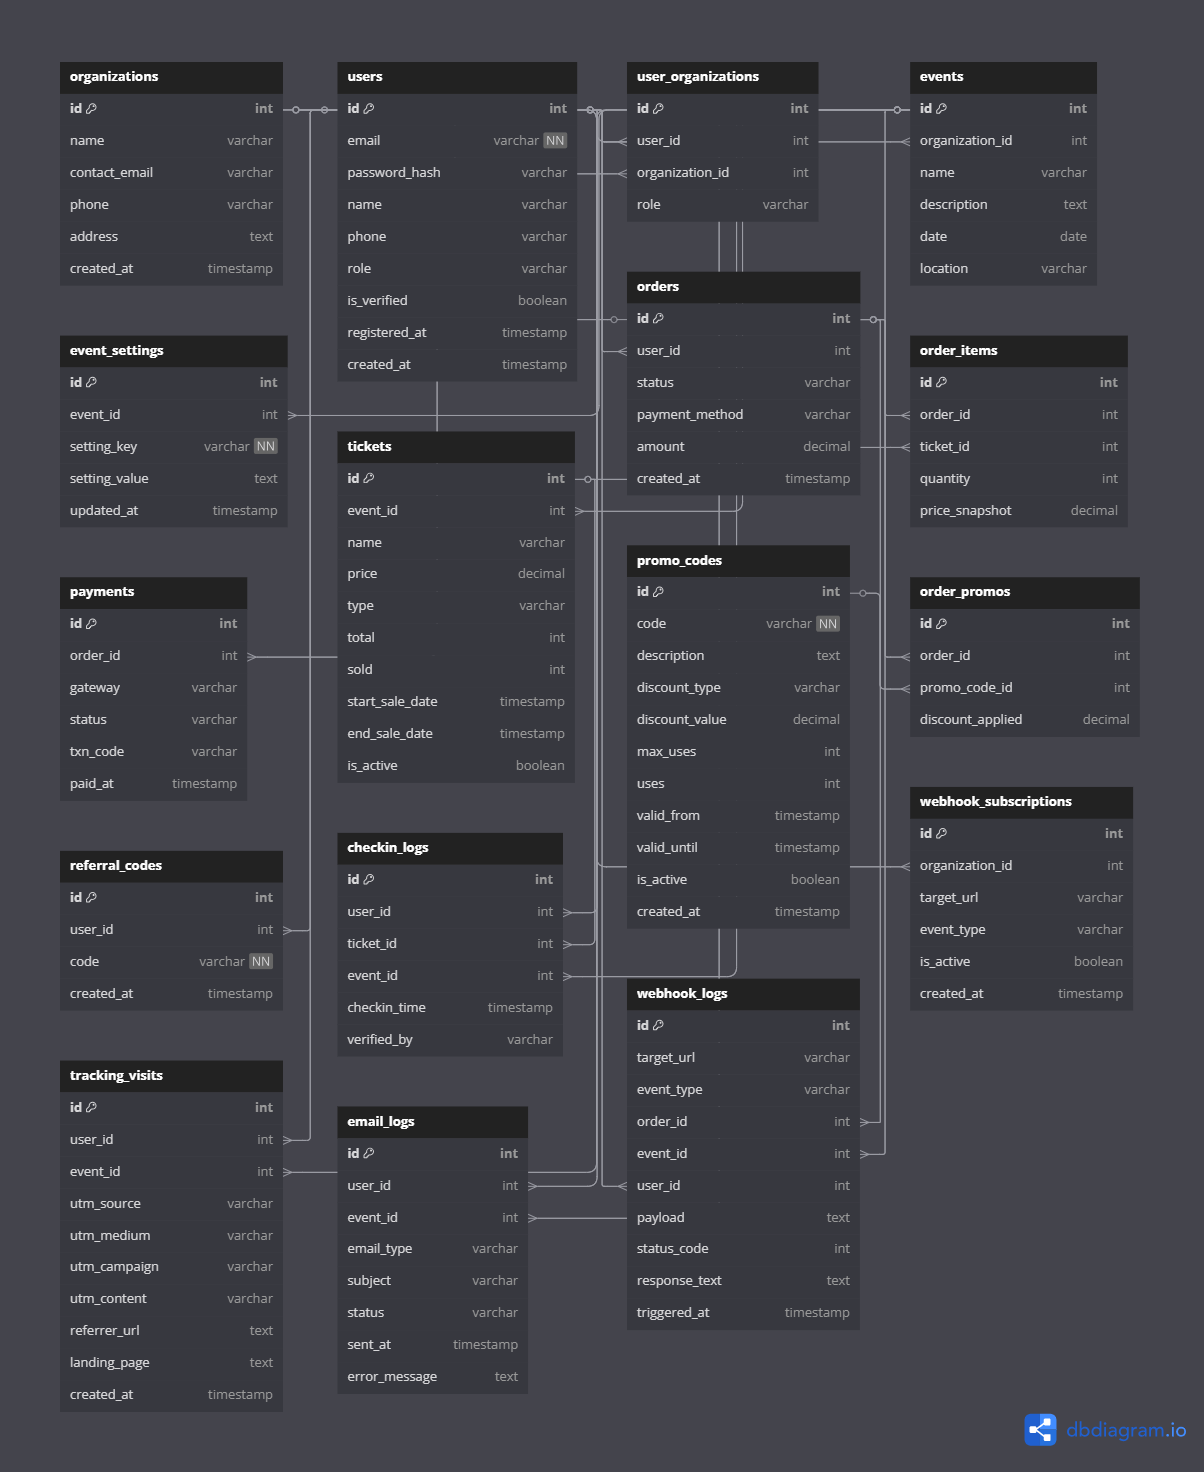 organizations
id int
name varchar
contact_email varchar
phone varchar
address text
created_at timestamp
users
id int
email varchar NN
password_hash varchar
name varchar
phone varchar
role varchar
is_verified boolean
registered_at timestamp
created_at timestamp
user_organizations
id int
user_id int
organization_id int
role varchar
events
id int
organization_id int
name varchar
description text
date date
location varchar
event_settings
id int
event_id int
setting_key varchar NN
setting_value text
updated_at timestamp
tickets
id int
event_id int
name varchar
price decimal
type varchar
total int
sold int
start_sale_date timestamp
end_sale_date timestamp
is_active boolean
orders
id int
user_id int
status varchar
payment_method varchar
amount decimal
created_at timestamp
order_items
id int
order_id int
ticket_id int
quantity int
price_snapshot decimal
payments
id int
order_id int
gateway varchar
status varchar
txn_code varchar
paid_at timestamp
promo_codes
id int
code varchar NN
description text
discount_type varchar
discount_value decimal
max_uses int
uses int
valid_from timestamp
valid_until timestamp
is_active boolean
created_at timestamp
order_promos
id int
order_id int
promo_code_id int
discount_applied decimal
referral_codes
id int
user_id int
code varchar NN
created_at timestamp
checkin_logs
id int
user_id int
ticket_id int
event_id int
checkin_time timestamp
verified_by varchar
webhook_subscriptions
id int
organization_id int
target_url varchar
event_type varchar
is_active boolean
created_at timestamp
tracking_visits
id int
user_id int
event_id int
utm_source varchar
utm_medium varchar
utm_campaign varchar
utm_content varchar
referrer_url text
landing_page text
created_at timestamp
email_logs
id int
user_id int
event_id int
email_type varchar
subject varchar
status varchar
sent_at timestamp
error_message text
webhook_logs
id int
target_url varchar
event_type varchar
order_id int
event_id int
user_id int
payload text
status_code int
response_text text
triggered_at timestamp
dbdiagram.io